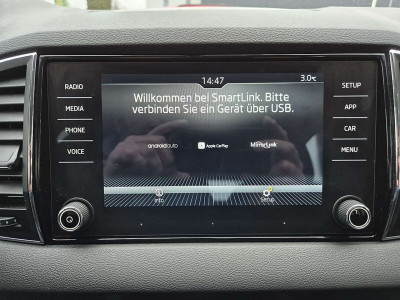 14:47 3.0°C
RADIO
MEDIA
PHONE
VOICE
Willkommen bei SmartLink. Bitte
verbinden Sie ein Gerät über USB.
androidauto Apple CarPlay MirrorLink
Info Setup
SETUP
APP
CAR
MENU